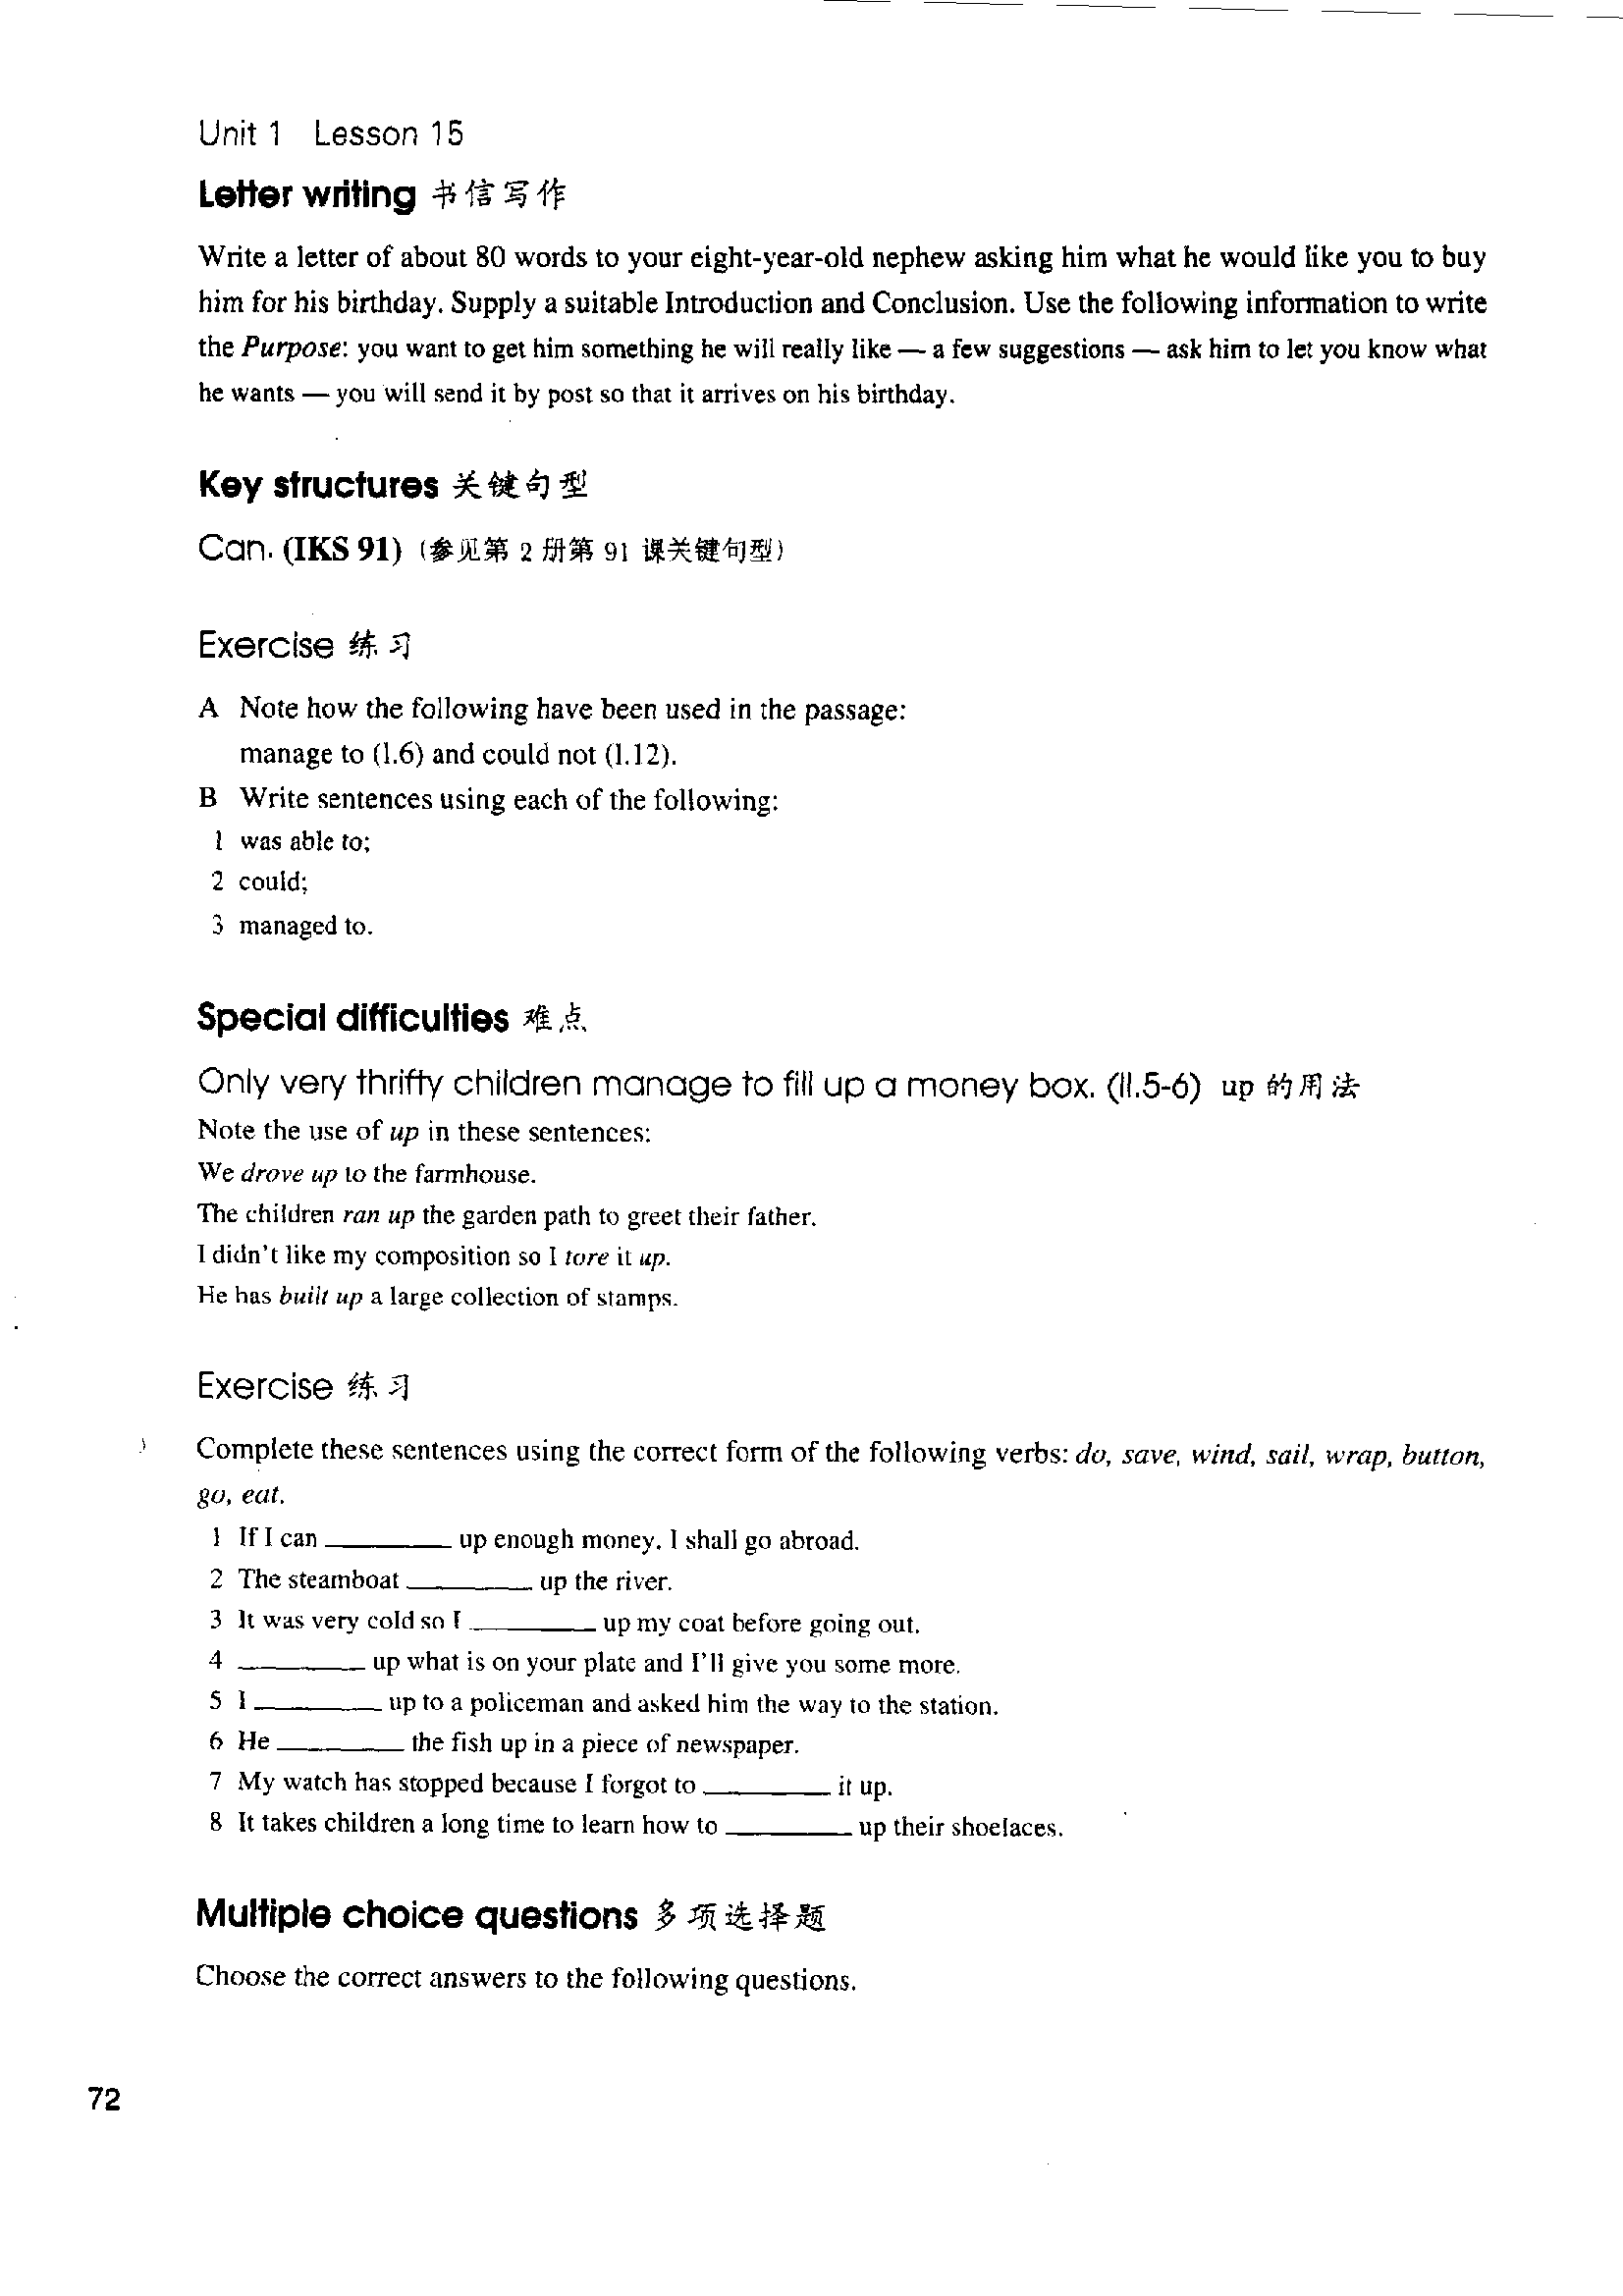 Unit 1 Lesson 15
Letter writing 书信写作
Write a letter of about 80 words to your eight-year-old nephew asking him what he would like you to buy
him for his birthday. Supply a suitable Introduction and Conclusion. Use the following information to write
the Purpose: you want to get him something he will really like — a few suggestions — ask him to let you know what
he wants — you will send it by post so that it arrives on his birthday.
Key structures 关键句型
Can. (IKS 91) (参见第 2 册第 91 课关键句型)
Exercise 练习
A Note how the following have been used in the passage:
manage to (l.6) and could not (l.12).
B Write sentences using each of the following:
1 was able to;
2 could;
3 managed to.
Special difficulties 难点
Only very thrifty children manage to fill up a money box. (ll.5-6) up 的用法
Note the use of up in these sentences:
We drove up to the farmhouse.
The children ran up the garden path to greet their father.
I didn't like my composition so I tore it up.
He has built up a large collection of stamps.
Exercise 练习
Complete these sentences using the correct form of the following verbs: do, save, wind, sail, wrap, button,
go, eat.
1 If I can ________ up enough money, I shall go abroad.
2 The steamboat ________ up the river.
3 It was very cold so I ________ up my coat before going out.
4 ________ up what is on your plate and I'll give you some more.
5 I ________ up to a policeman and asked him the way to the station.
6 He ________ the fish up in a piece of newspaper.
7 My watch has stopped because I forgot to ________ it up.
8 It takes children a long time to learn how to ________ up their shoelaces.
Multiple choice questions 多项选择题
Choose the correct answers to the following questions.
72